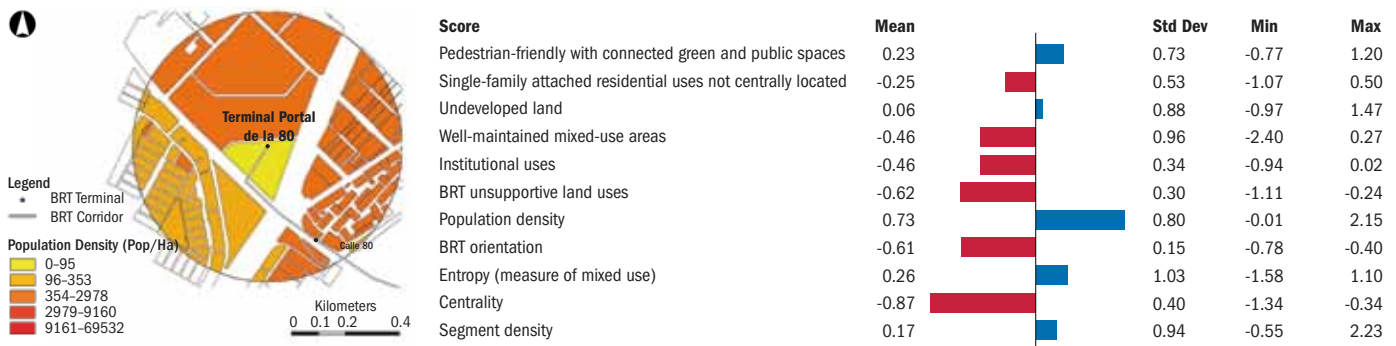 Terminal Portal
de la 80
Calle 80
Legend
BRT Terminal
BRT Corridor
Population Density (Pop/Ha)
0–95
96–353
354–2978
2979–9160
9161–69532
Kilometers
0 0.1 0.2 0.4
Score Mean Std Dev Min Max
Pedestrian-friendly with connected green and public spaces 0.23 0.73 -0.77 1.20
Single-family attached residential uses not centrally located -0.25 0.53 -1.07 0.50
Undeveloped land 0.06 0.88 -0.97 1.47
Well-maintained mixed-use areas -0.46 0.96 -2.40 0.27
Institutional uses -0.46 0.34 -0.94 0.02
BRT unsupportive land uses -0.62 0.30 -1.11 -0.24
Population density 0.73 0.80 -0.01 2.15
BRT orientation -0.61 0.15 -0.78 -0.40
Entropy (measure of mixed use) 0.26 1.03 -1.58 1.10
Centrality -0.87 0.40 -1.34 -0.34
Segment density 0.17 0.94 -0.55 2.23